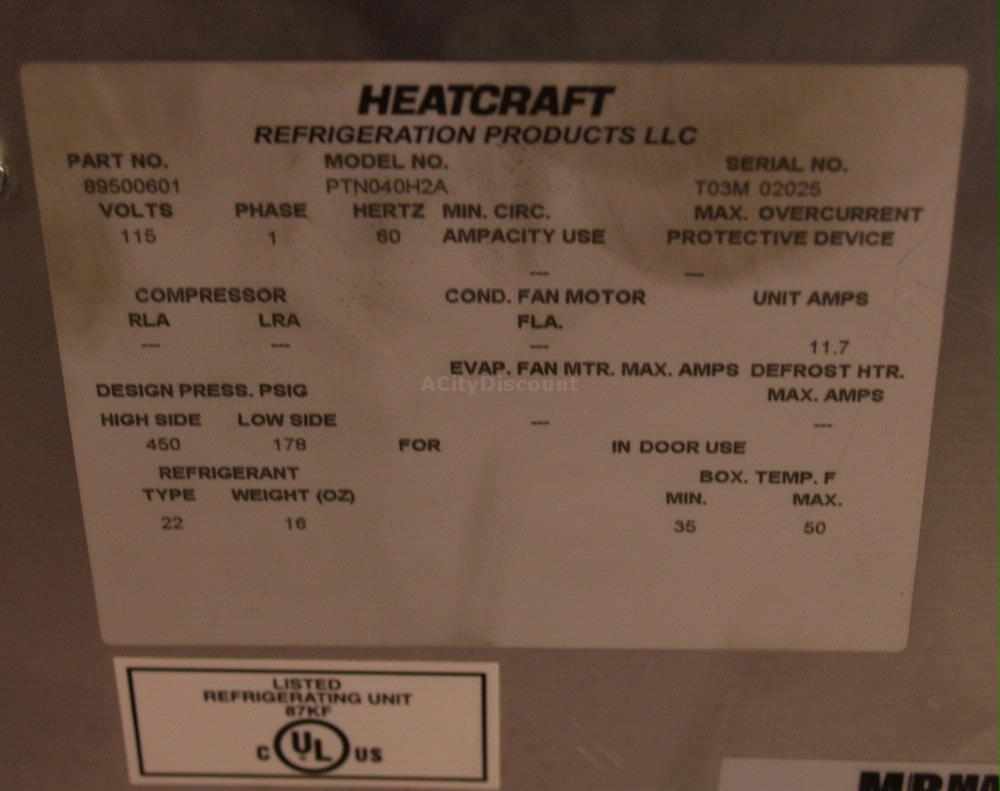 HEATCRAFT
REFRIGERATION PRODUCTS LLC
PART NO. MODEL NO. SERIAL NO.
89500601 PTN040H2A T03M 02025
VOLTS PHASE HERTZ MIN. CIRC. MAX. OVERCURRENT
115 1 60 AMPACITY USE PROTECTIVE DEVICE
--- ---
COMPRESSOR COND. FAN MOTOR UNIT AMPS
RLA LRA FLA.
--- --- --- 11.7
EVAP. FAN MTR. MAX. AMPS DEFROST HTR.
ACityDiscount
DESIGN PRESS. PSIG MAX. AMPS
HIGH SIDE LOW SIDE --- ---
450 178 FOR IN DOOR USE
REFRIGERANT BOX. TEMP. F
TYPE WEIGHT (OZ) MIN. MAX.
22 16 35 50
LISTED
REFRIGERATING UNIT
87KF
C UL US